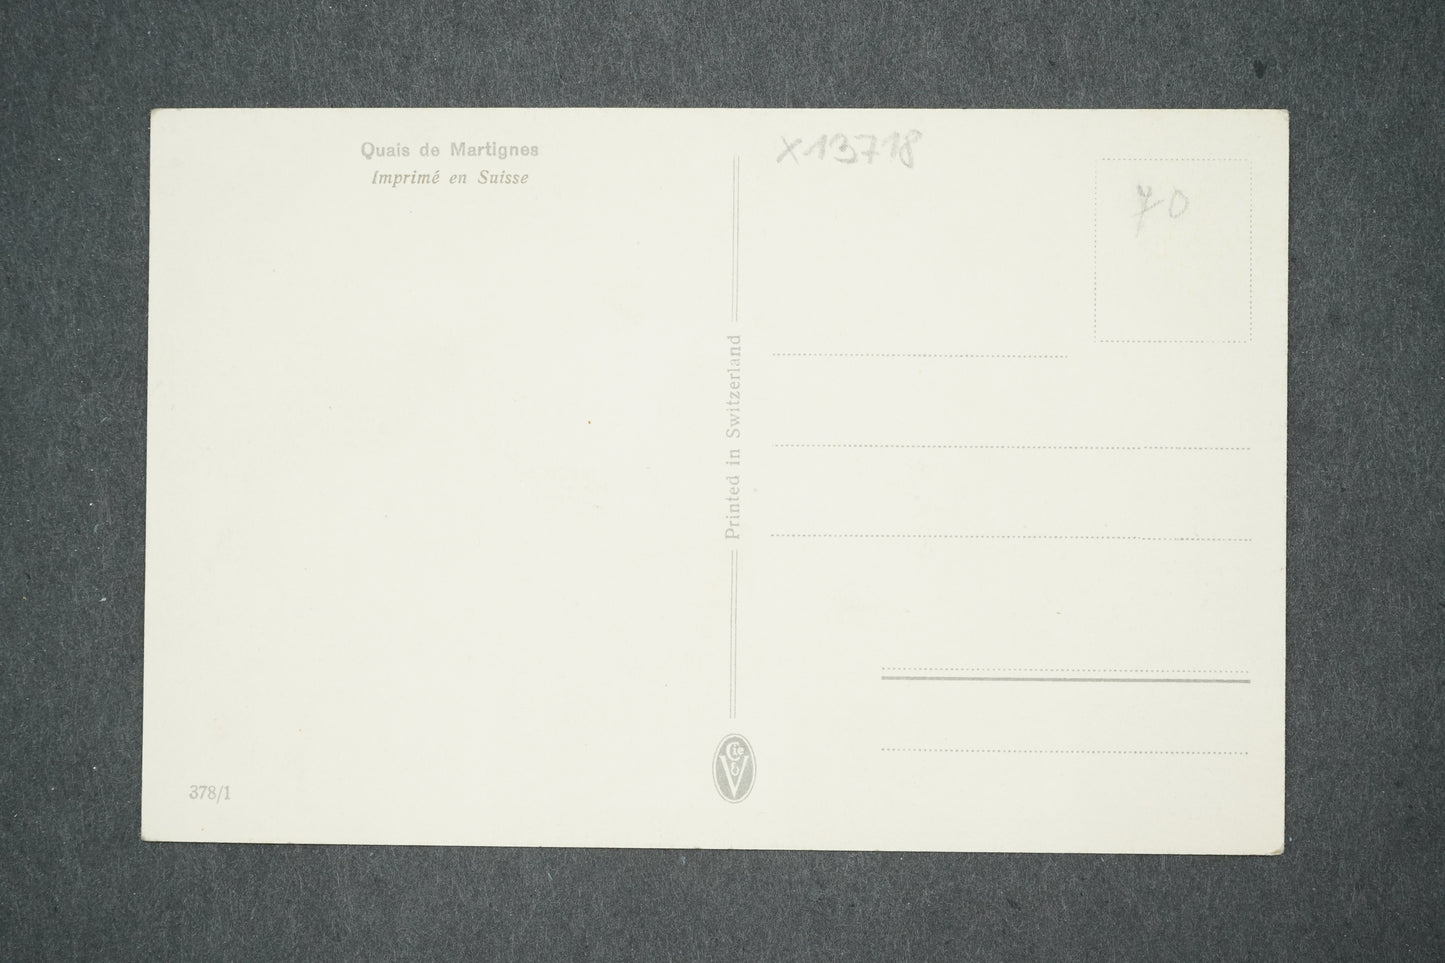 Quais de Martignes
Imprimé en Suisse
X13718
70
Printed in Switzerland
378/1